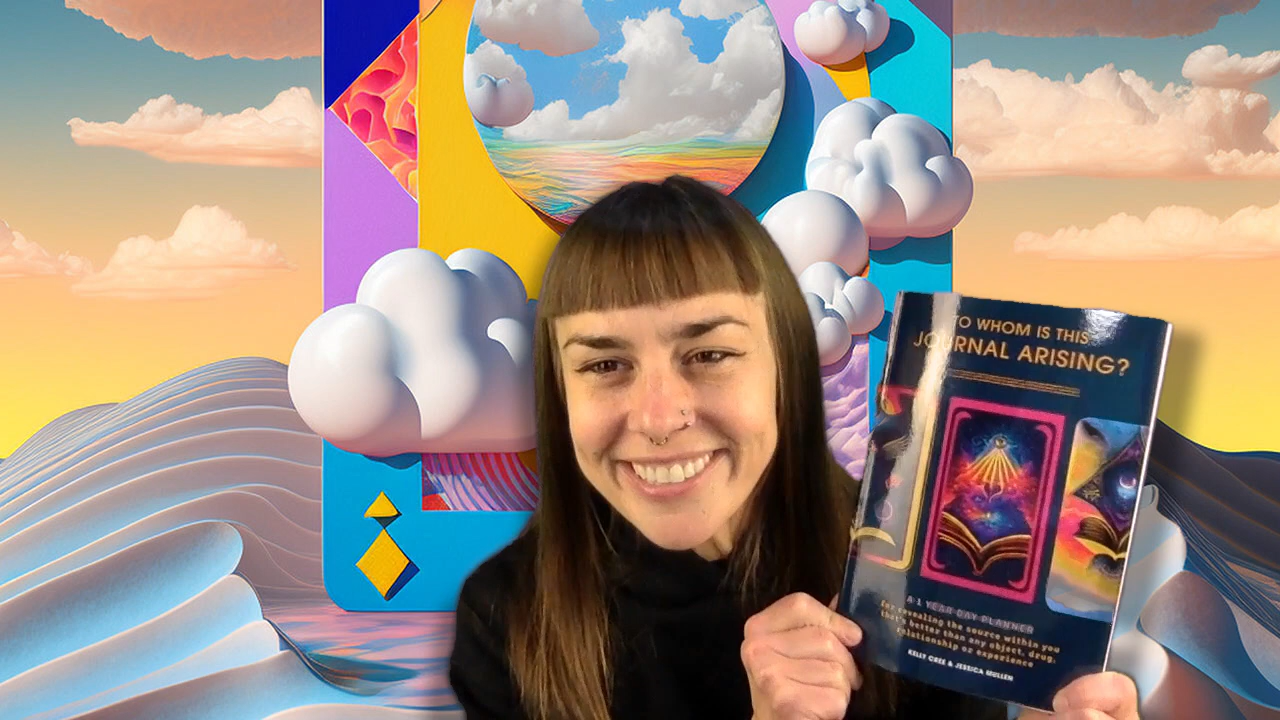 TO WHOM IS THIS
JOURNAL ARISING?
A 1 YEAR DAY PLANNER
for revealing the source within you
that's better than any object, drug,
relationship or experience
KELLY CREE & JESSICA MULLEN